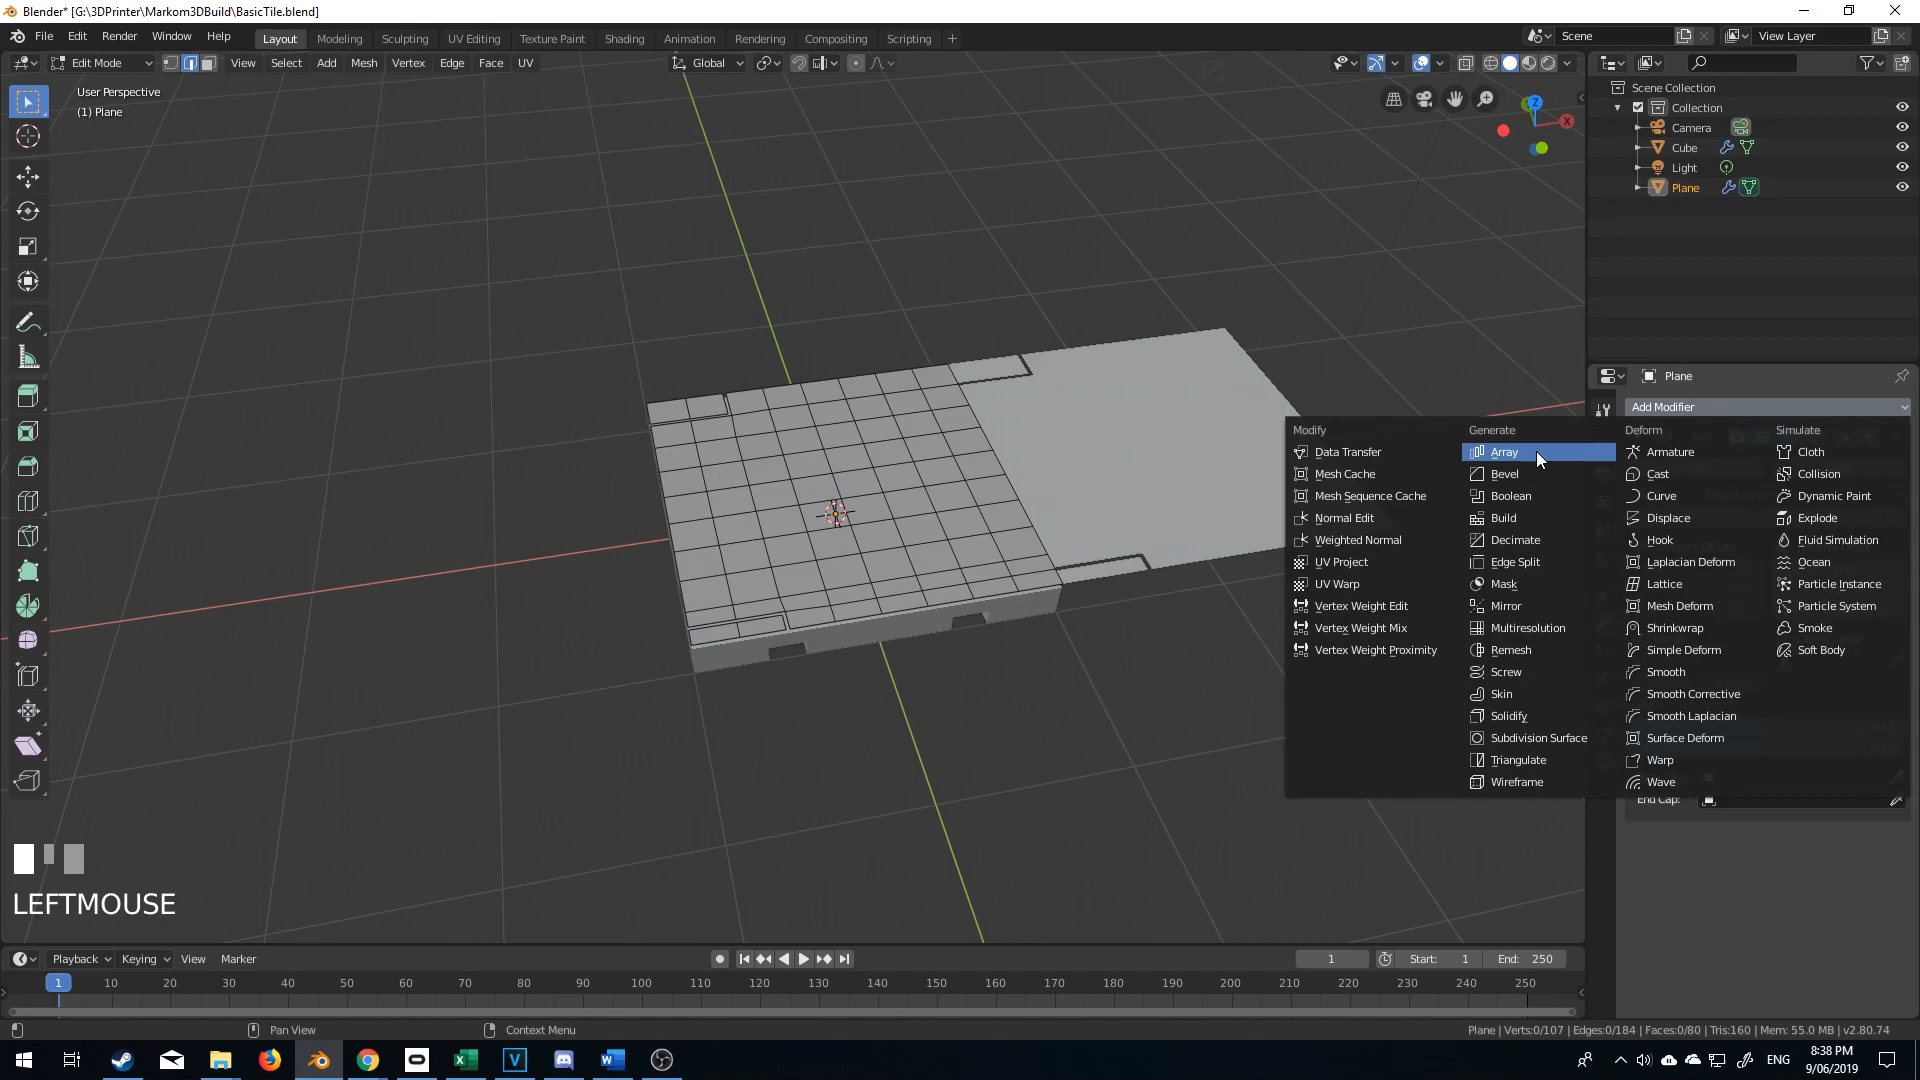 Blender* [G:\3DPrinter\Markom3DBuild\BasicTile.blend]
File Edit Render Window Help Layout Modeling Sculpting UV Editing Texture Paint Shading Animation Rendering Compositing Scripting + Scene View Layer
Edit Mode View Select Add Mesh Vertex Edge Face UV Global
User Perspective
(1) Plane
Z
X
Scene Collection
Collection
Camera
Cube
Light
Plane
Plane
Add Modifier
Modify
Data Transfer
Mesh Cache
Mesh Sequence Cache
Normal Edit
Weighted Normal
UV Project
UV Warp
Vertex Weight Edit
Vertex Weight Mix
Vertex Weight Proximity
Generate
Array
Bevel
Boolean
Build
Decimate
Edge Split
Mask
Mirror
Multiresolution
Remesh
Screw
Skin
Solidify
Subdivision Surface
Triangulate
Wireframe
Deform
Armature
Cast
Curve
Displace
Hook
Laplacian Deform
Lattice
Mesh Deform
Shrinkwrap
Simple Deform
Smooth
Smooth Corrective
Smooth Laplacian
Surface Deform
Warp
Wave
Simulate
Cloth
Collision
Dynamic Paint
Explode
Fluid Simulation
Ocean
Particle Instance
Particle System
Smoke
Soft Body
End Cap:
LEFTMOUSE
Playback Keying View Marker 1 Start: 1 End: 250
1 10 20 30 40 50 60 70 80 90 100 110 120 130 140 150 160 170 180 190 200 210 220 230 240 250
Pan View Context Menu Plane | Verts:0/107 | Edges:0/184 | Faces:0/80 | Tris:160 | Mem: 55.0 MB | v2.80.74
ENG
8:38 PM
9/06/2019